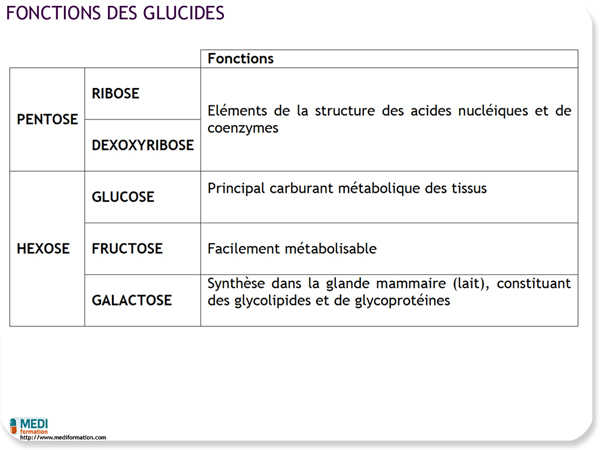 FONCTIONS DES GLUCIDES
Fonctions
PENTOSE
RIBOSE
DEXOXYRIBOSE
Eléments de la structure des acides nucléiques et de
coenzymes
HEXOSE
GLUCOSE
Principal carburant métabolique des tissus
FRUCTOSE
Facilement métabolisable
GALACTOSE
Synthèse dans la glande mammaire (lait), constituant
des glycolipides et de glycoprotéines
MEDI
formation
http://www.mediformation.com